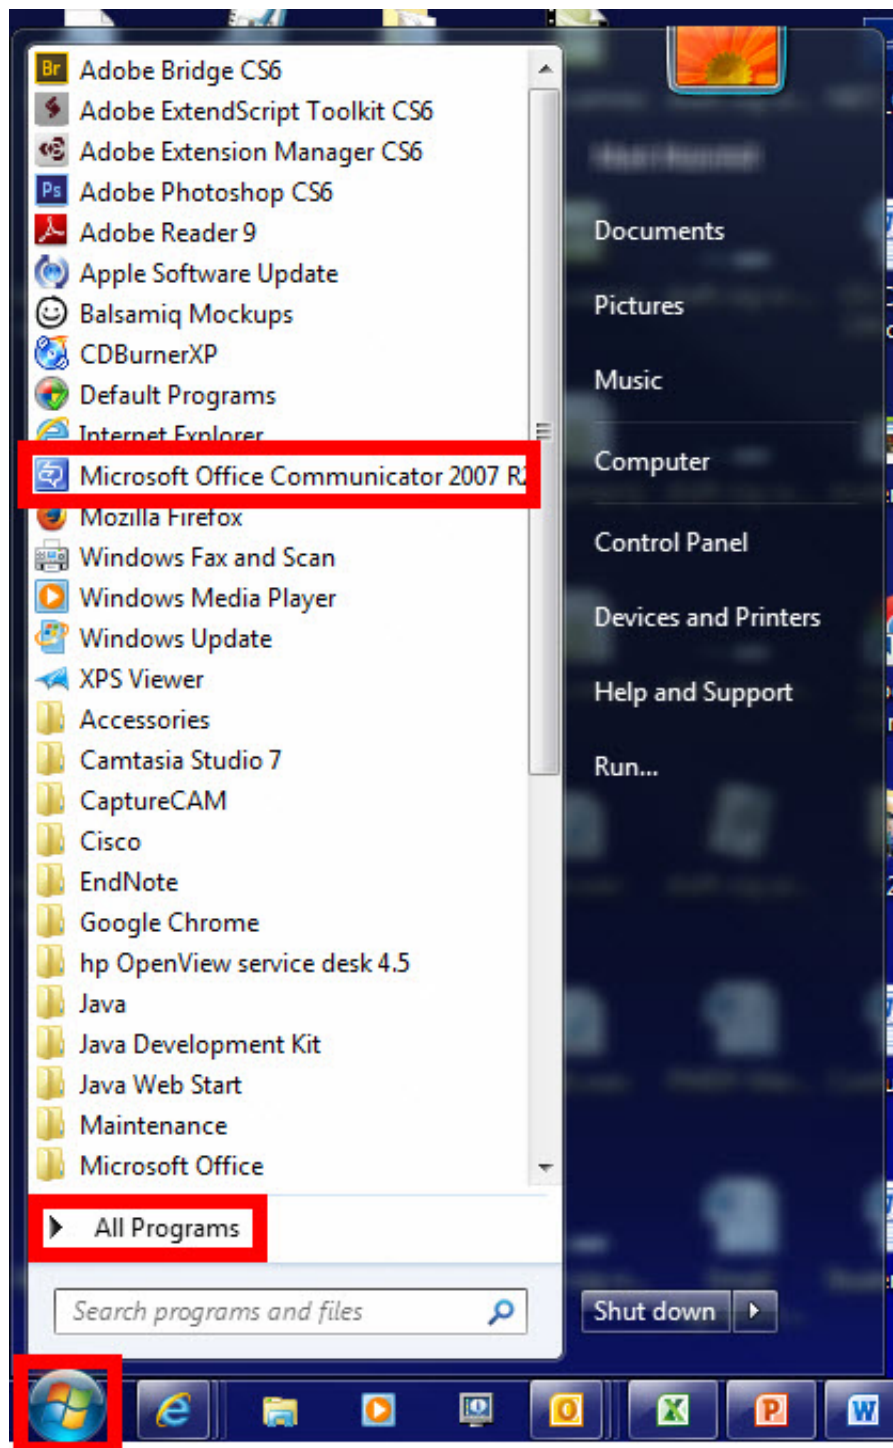 Adobe Bridge CS6
Adobe ExtendScript Toolkit CS6
Adobe Extension Manager CS6
Adobe Photoshop CS6
Adobe Reader 9
Apple Software Update
Balsamiq Mockups
CDBurnerXP
Default Programs
Internet Explorer
Microsoft Office Communicator 2007 R2
Mozilla Firefox
Windows Fax and Scan
Windows Media Player
Windows Update
XPS Viewer
Accessories
Camtasia Studio 7
CaptureCAM
Cisco
EndNote
Google Chrome
hp OpenView service desk 4.5
Java
Java Development Kit
Java Web Start
Maintenance
Microsoft Office
All Programs
Search programs and files
Documents
Pictures
Music
Computer
Control Panel
Devices and Printers
Help and Support
Run...
Shut down